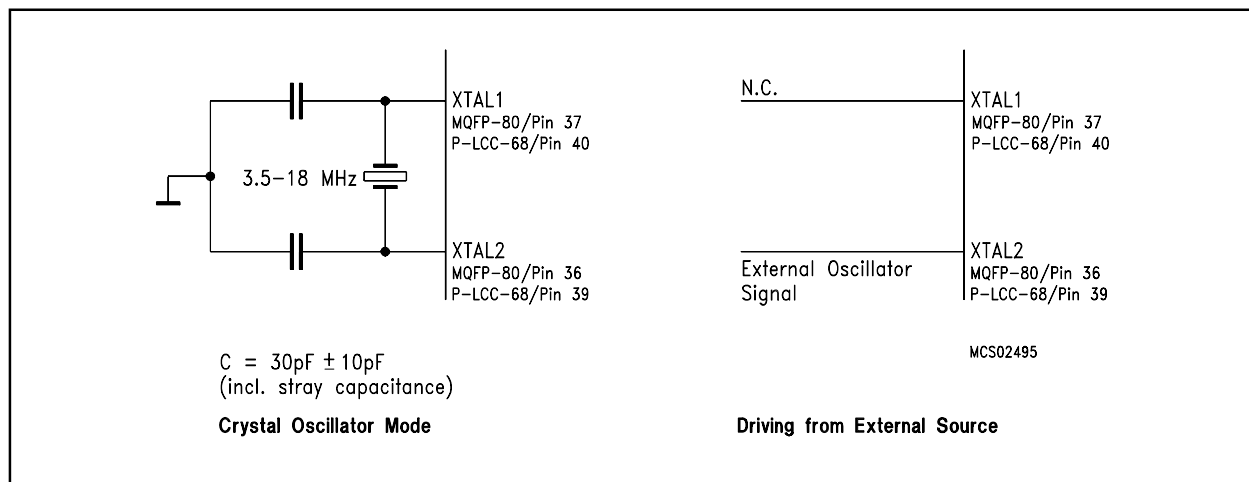 XTAL1
MQFP-80/Pin 37
P-LCC-68/Pin 40
3.5-18 MHz
XTAL2
MQFP-80/Pin 36
P-LCC-68/Pin 39
C = 30pF ± 10pF
(incl. stray capacitance)
Crystal Oscillator Mode
N.C.
XTAL1
MQFP-80/Pin 37
P-LCC-68/Pin 40
External Oscillator
Signal
XTAL2
MQFP-80/Pin 36
P-LCC-68/Pin 39
MCS02495
Driving from External Source